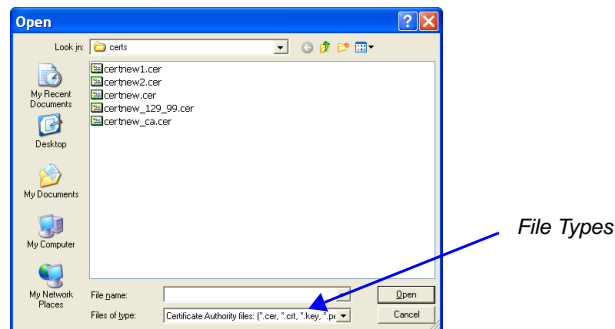 Open
Look in:
certs
My Recent
Documents
Desktop
My Documents
My Computer
My Network
Places
certnew1.cer
certnew2.cer
certnew.cer
certnew_129_99.cer
certnew_ca.cer
File name:
Open
Files of type:
Certificate Authority files: (*.cer, *.crt, *.key,
Cancel
File Types